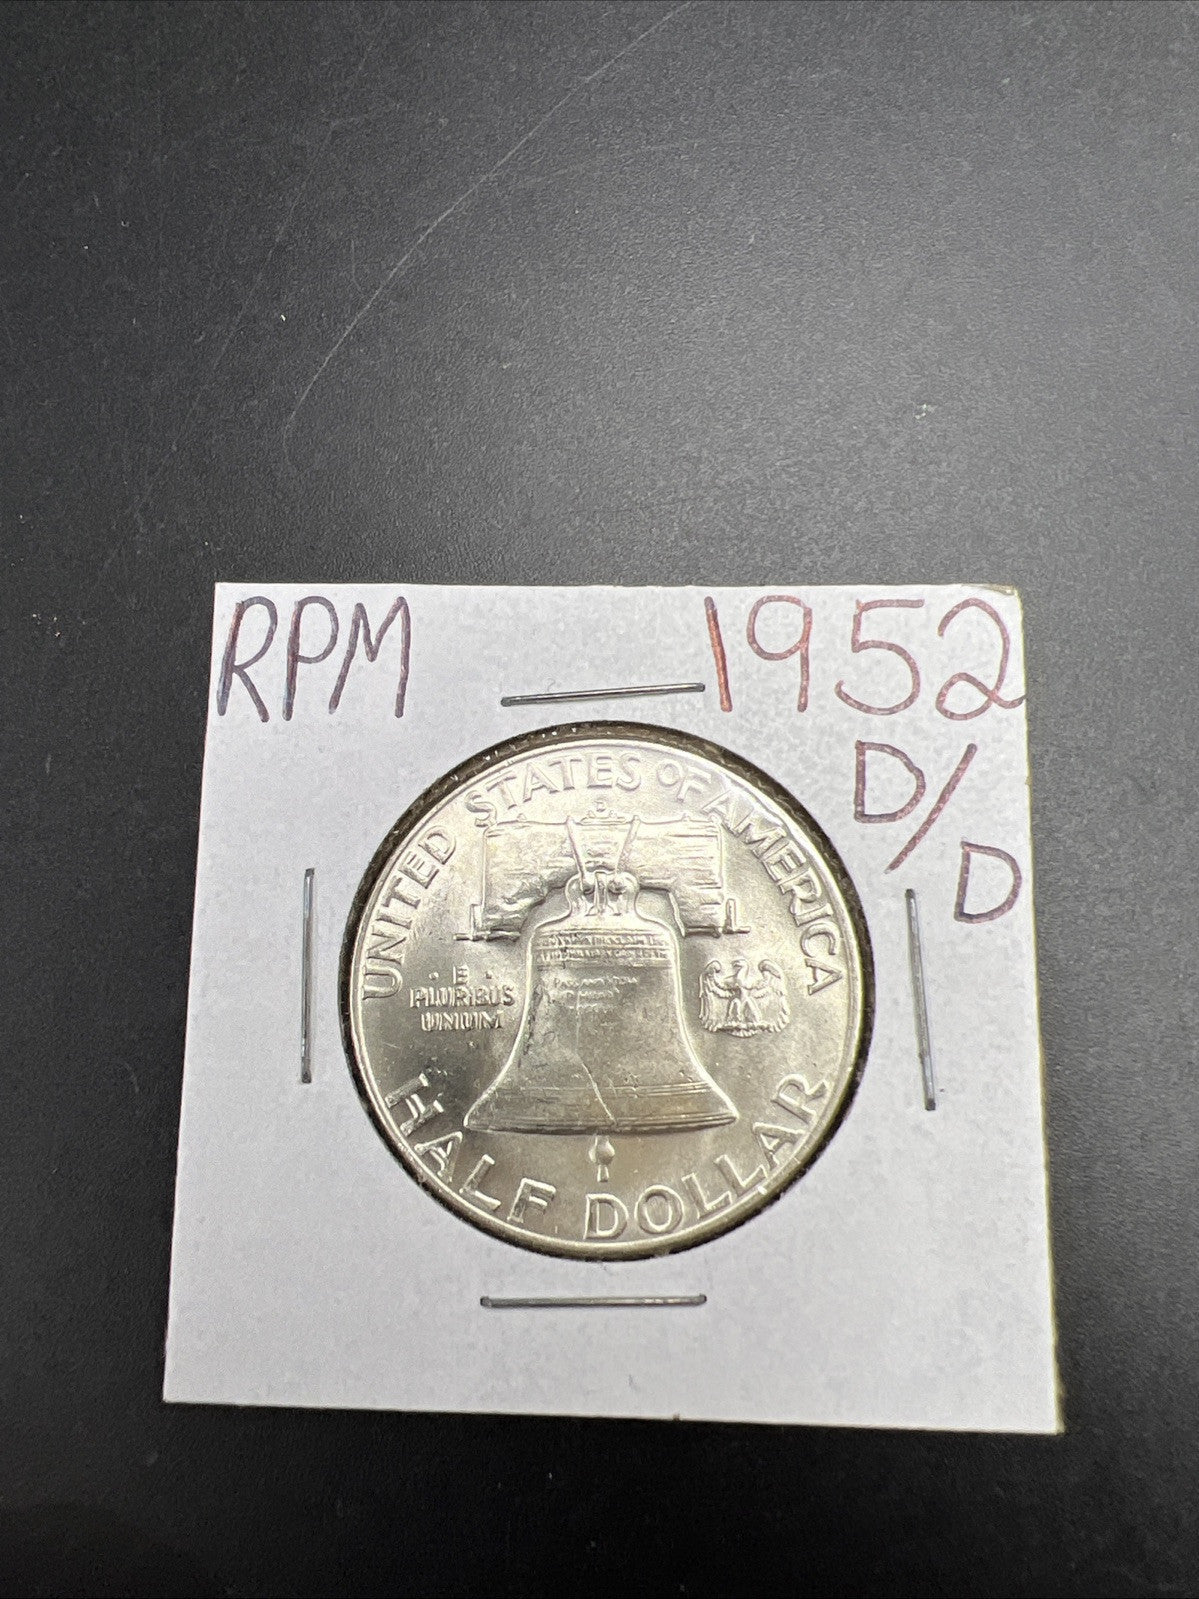 RPM
1952
D/D
UNITED STATES OF AMERICA
D
E
PLURIBUS
UNUM
HALF DOLLAR